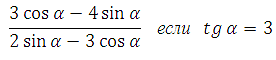 3 cos α − 4 sin α
2 sin α − 3 cos α   если   tg α = 3